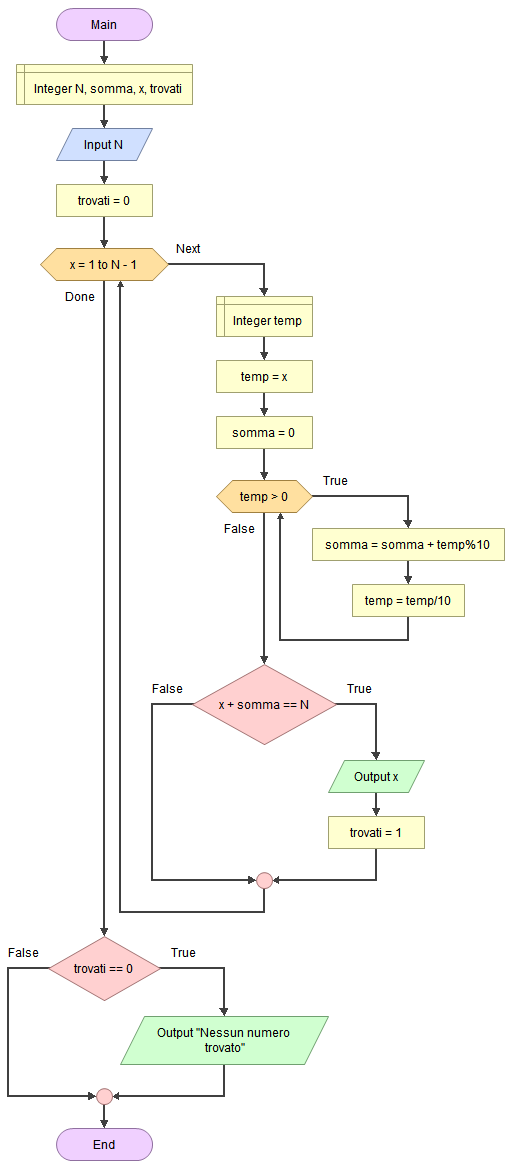 Main
Integer N, somma, x, trovati
Input N
trovati = 0
x = 1 to N - 1
Next
Done
Integer temp
temp = x
somma = 0
temp > 0
True
False
somma = somma + temp%10
temp = temp/10
False
True
x + somma == N
Output x
trovati = 1
False
True
trovati == 0
Output "Nessun numero
trovato"
End